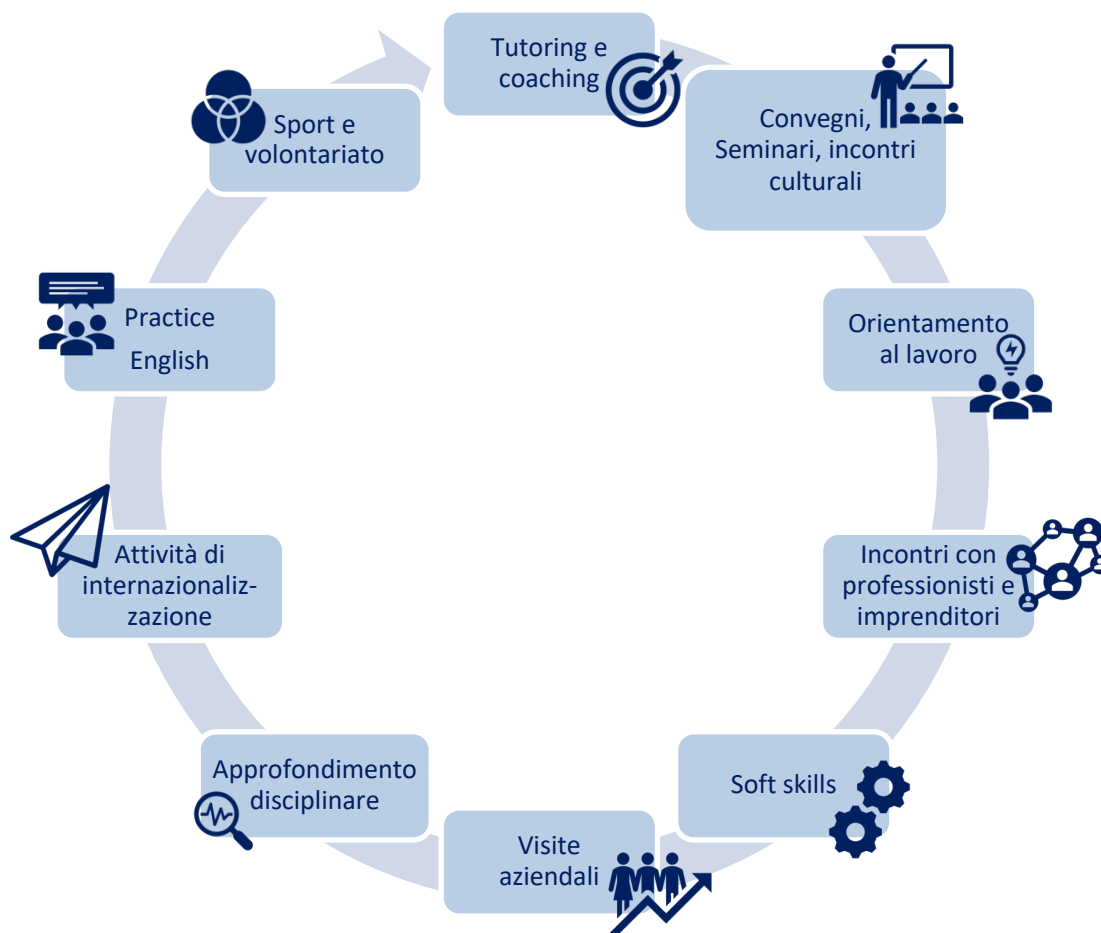 Tutoring e
coaching
Convegni,
Seminari, incontri
culturali
Orientamento
al lavoro
Incontri con
professionisti e
imprenditori
Soft skills
Visite
aziendali
Approfondimento
disciplinare
Attività di
internazionaliz-
zazione
Practice
English
Sport e
volontariato